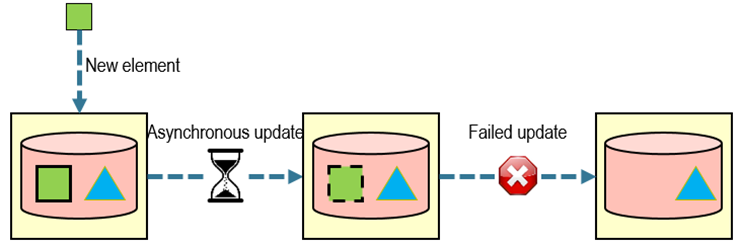 New element
Asynchronous update
Failed update